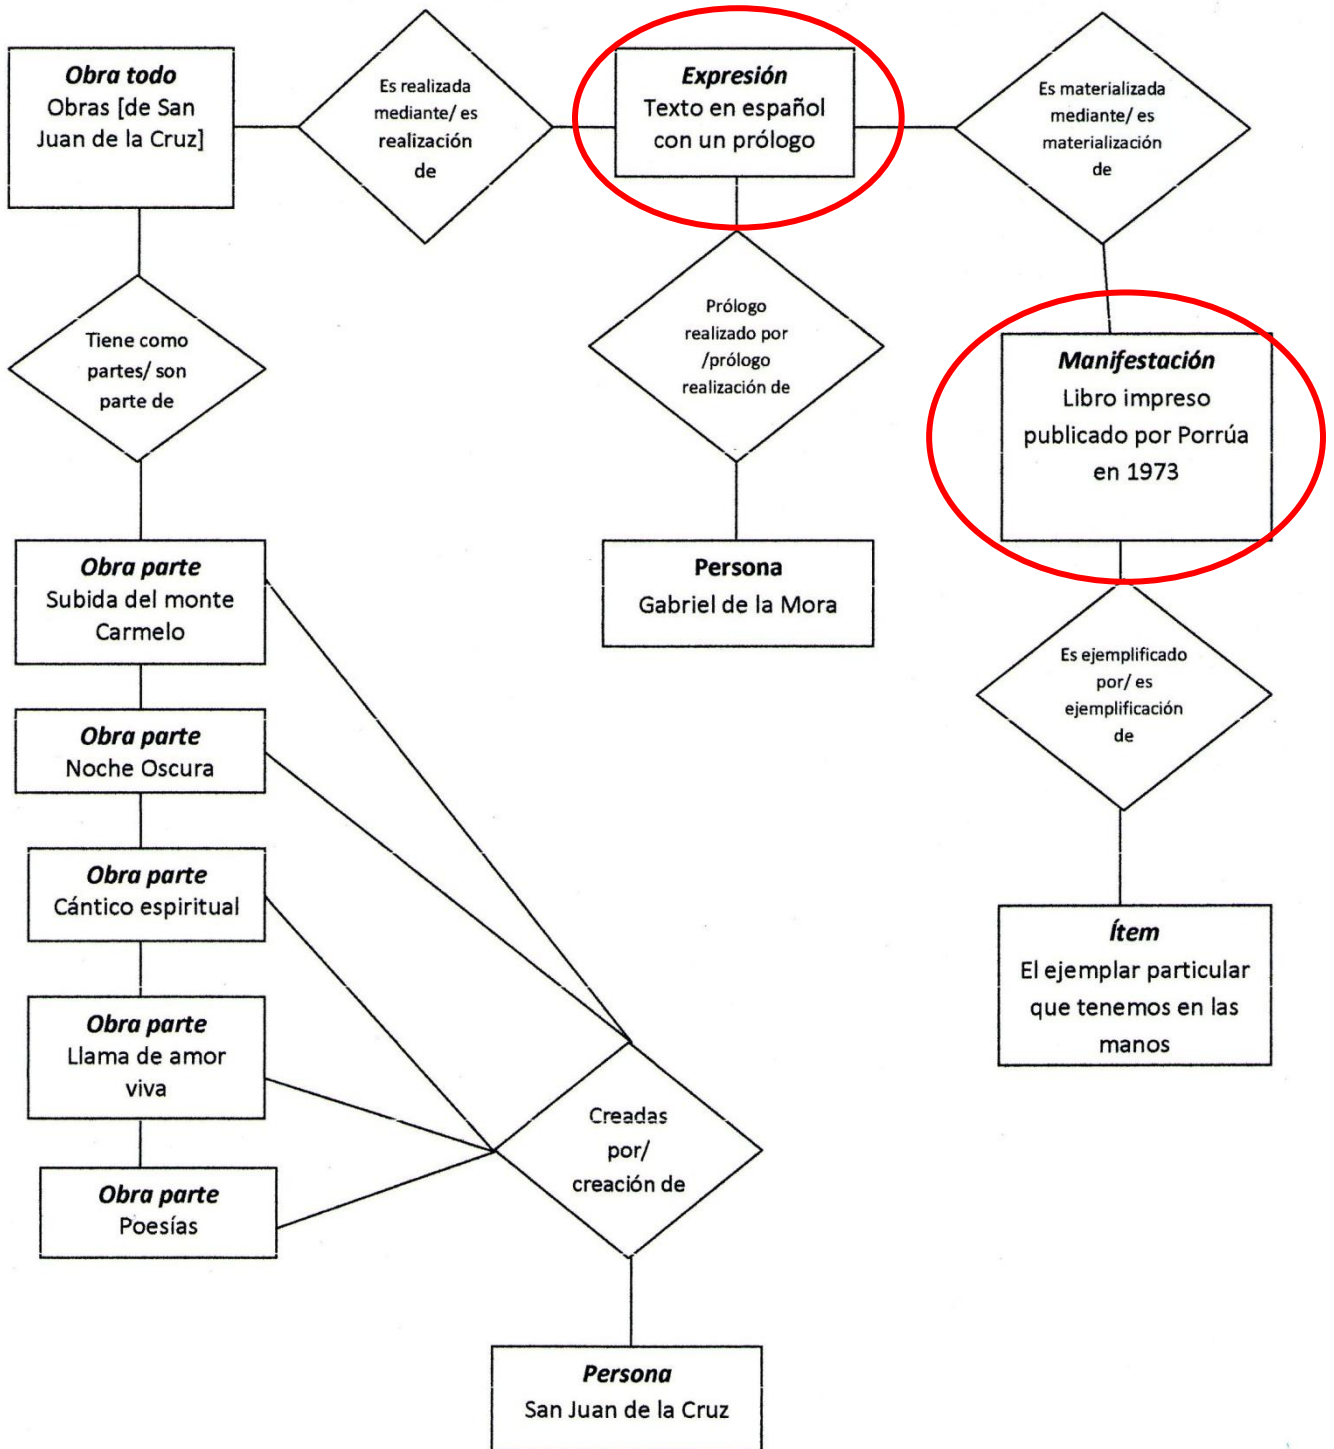 Obra todo
Obras [de San
Juan de la Cruz]
Es realizada
mediante/ es
realización
de
Expresión
Texto en español
con un prólogo
Es materializada
mediante/ es
materialización
de
Tiene como
partes/ son
parte de
Prólogo
realizado por
/prólogo
realización de
Manifestación
Libro impreso
publicado por Porrúa
en 1973
Obra parte
Subida del monte
Carmelo
Persona
Gabriel de la Mora
Es ejemplificado
por/ es
ejemplificación
de
Obra parte
Noche Oscura
Obra parte
Cántico espiritual
Ítem
El ejemplar particular
que tenemos en las
manos
Obra parte
Llama de amor
viva
Creadas
por/
creación de
Obra parte
Poesías
Persona
San Juan de la Cruz